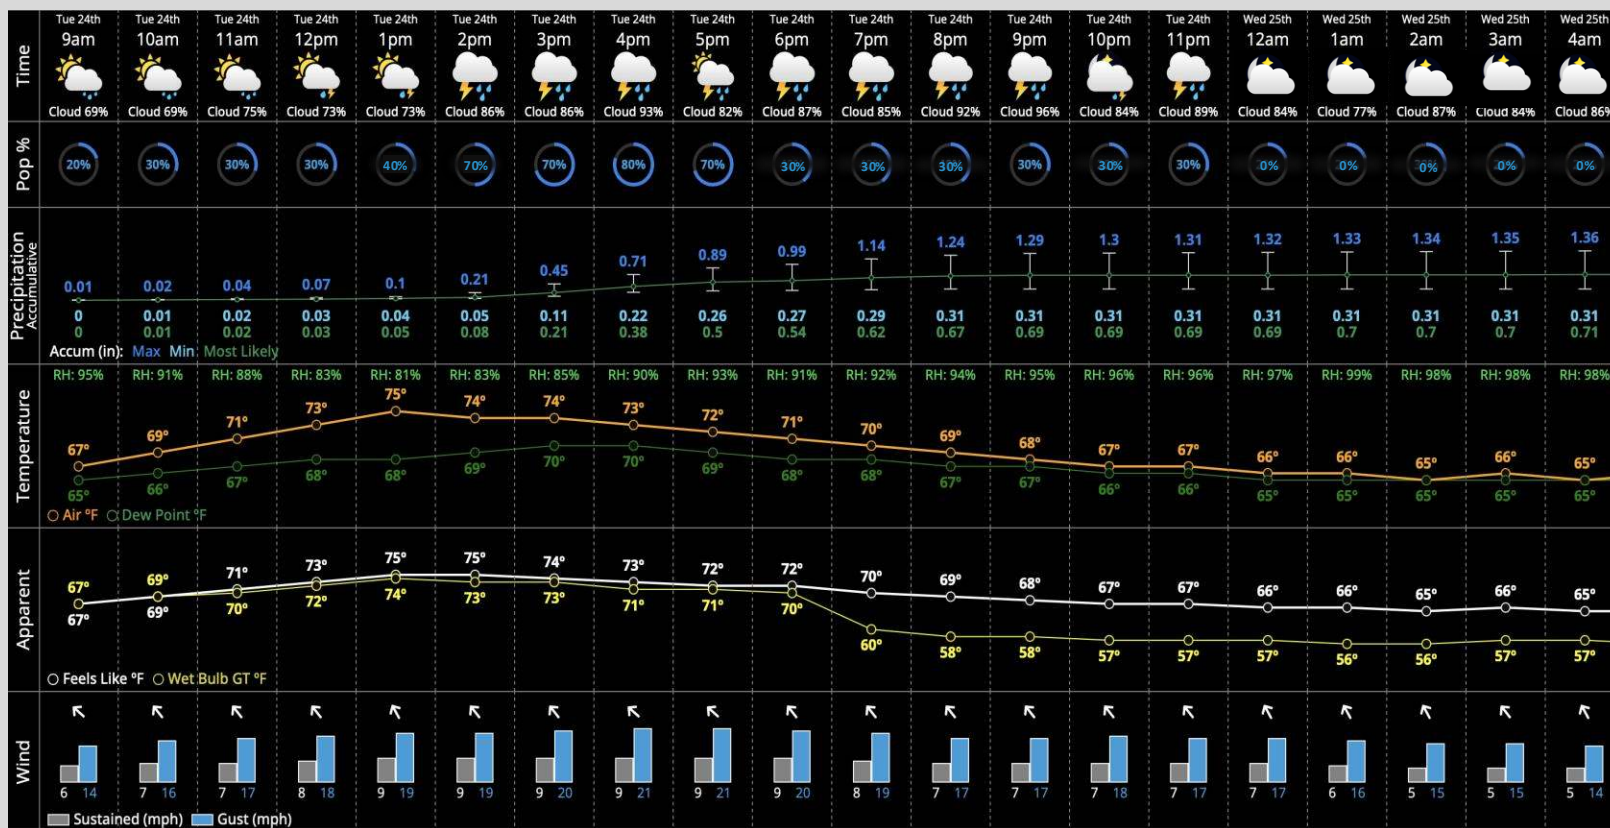 Tue 24th Tue 24th Tue 24th Tue 24th Tue 24th Tue 24th Tue 24th Tue 24th Tue 24th Tue 24th Tue 24th Tue 24th Tue 24th Tue 24th Tue 24th Wed 25th Wed 25th Wed 25th Wed 25th Wed 25th
Time 9am 10am 11am 12pm 1pm 2pm 3pm 4pm 5pm 6pm 7pm 8pm 9pm 10pm 11pm 12am 1am 2am 3am 4am
Cloud 69% Cloud 69% Cloud 75% Cloud 73% Cloud 73% Cloud 86% Cloud 86% Cloud 93% Cloud 82% Cloud 87% Cloud 85% Cloud 92% Cloud 96% Cloud 84% Cloud 89% Cloud 84% Cloud 77% Cloud 87% Cloud 84% Cloud 86%
Pop % 20% 30% 30% 30% 40% 70% 70% 80% 70% 30% 30% 30% 30% 30% 30% 0% 0% 0% 0% 0%
Precipitation
Accumulative
0.01 0.02 0.04 0.07 0.1 0.21 0.45 0.71 0.89 0.99 1.14 1.24 1.29 1.3 1.31 1.32 1.33 1.34 1.35 1.36
0 0.01 0.02 0.03 0.04 0.05 0.11 0.22 0.26 0.27 0.29 0.31 0.31 0.31 0.31 0.31 0.31 0.31 0.31 0.31
0 0.01 0.02 0.03 0.05 0.08 0.21 0.38 0.5 0.54 0.62 0.67 0.69 0.69 0.69 0.69 0.7 0.7 0.7 0.71
Accum (in): Max Min Most Likely
RH: 95% RH: 91% RH: 88% RH: 83% RH: 81% RH: 83% RH: 85% RH: 90% RH: 93% RH: 91% RH: 92% RH: 94% RH: 95% RH: 96% RH: 96% RH: 97% RH: 99% RH: 98% RH: 98% RH: 98%
Temperature
67° 69° 71° 73° 75° 74° 74° 73° 72° 71° 70° 69° 68° 67° 67° 66° 66° 65° 66° 65°
65° 66° 67° 68° 68° 69° 70° 70° 69° 68° 68° 67° 67° 66° 66° 65° 65° 65° 65° 65°
Air °F Dew Point °F
Apparent
67° 69° 71° 73° 75° 75° 74° 73° 72° 72° 70° 69° 68° 67° 67° 66° 66° 65° 66° 65°
67° 69° 70° 72° 74° 73° 73° 71° 71° 70° 60° 58° 58° 57° 57° 57° 56° 56° 57° 57°
Feels Like °F Wet Bulb GT °F
Wind
6 14 7 16 7 17 8 18 9 19 9 19 9 20 9 21 9 21 9 20 8 19 7 17 7 17 7 18 7 17 7 17 6 16 5 15 5 15 5 14
Sustained (mph) Gust (mph)